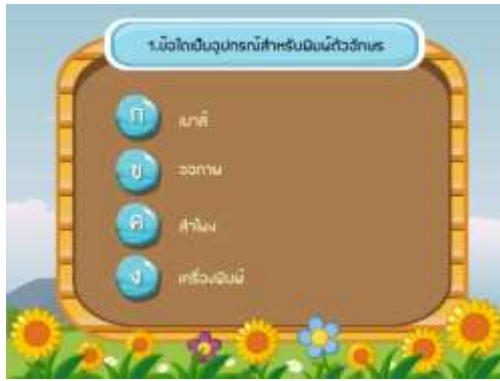 1.ข้อใดเป็นอุปกรณ์สำหรับพิมพ์ตัวอักษร
ก เมาส์
ข จอภาพ
ค ลำโพง
ง เครื่องพิมพ์